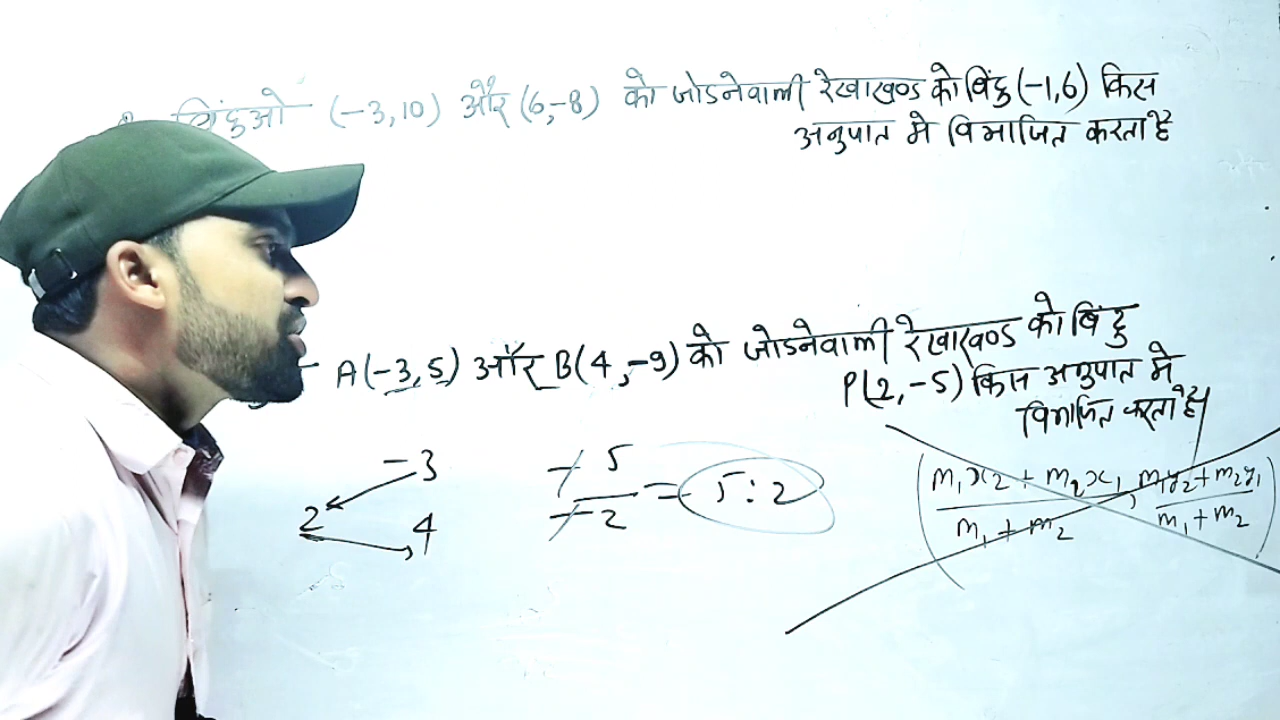 बिंदुओ (-3,10) और (6,-8) को जोडनेवाली रेखाखण्ड को बिंदु (-1,6) किस
अनुपात मे विभाजित करता है
A(-3,5) और B(4,-9) को जोडनेवाली रेखाखण्ड को बिंदु
P(2,-5) किस अनुपात मे
विभाजित करता है
-3
2
4
-5/-2 = 5:2
(m₁x₂+m₂x₁/m₁+m₂, m₁y₂+m₂y₁/m₁+m₂)